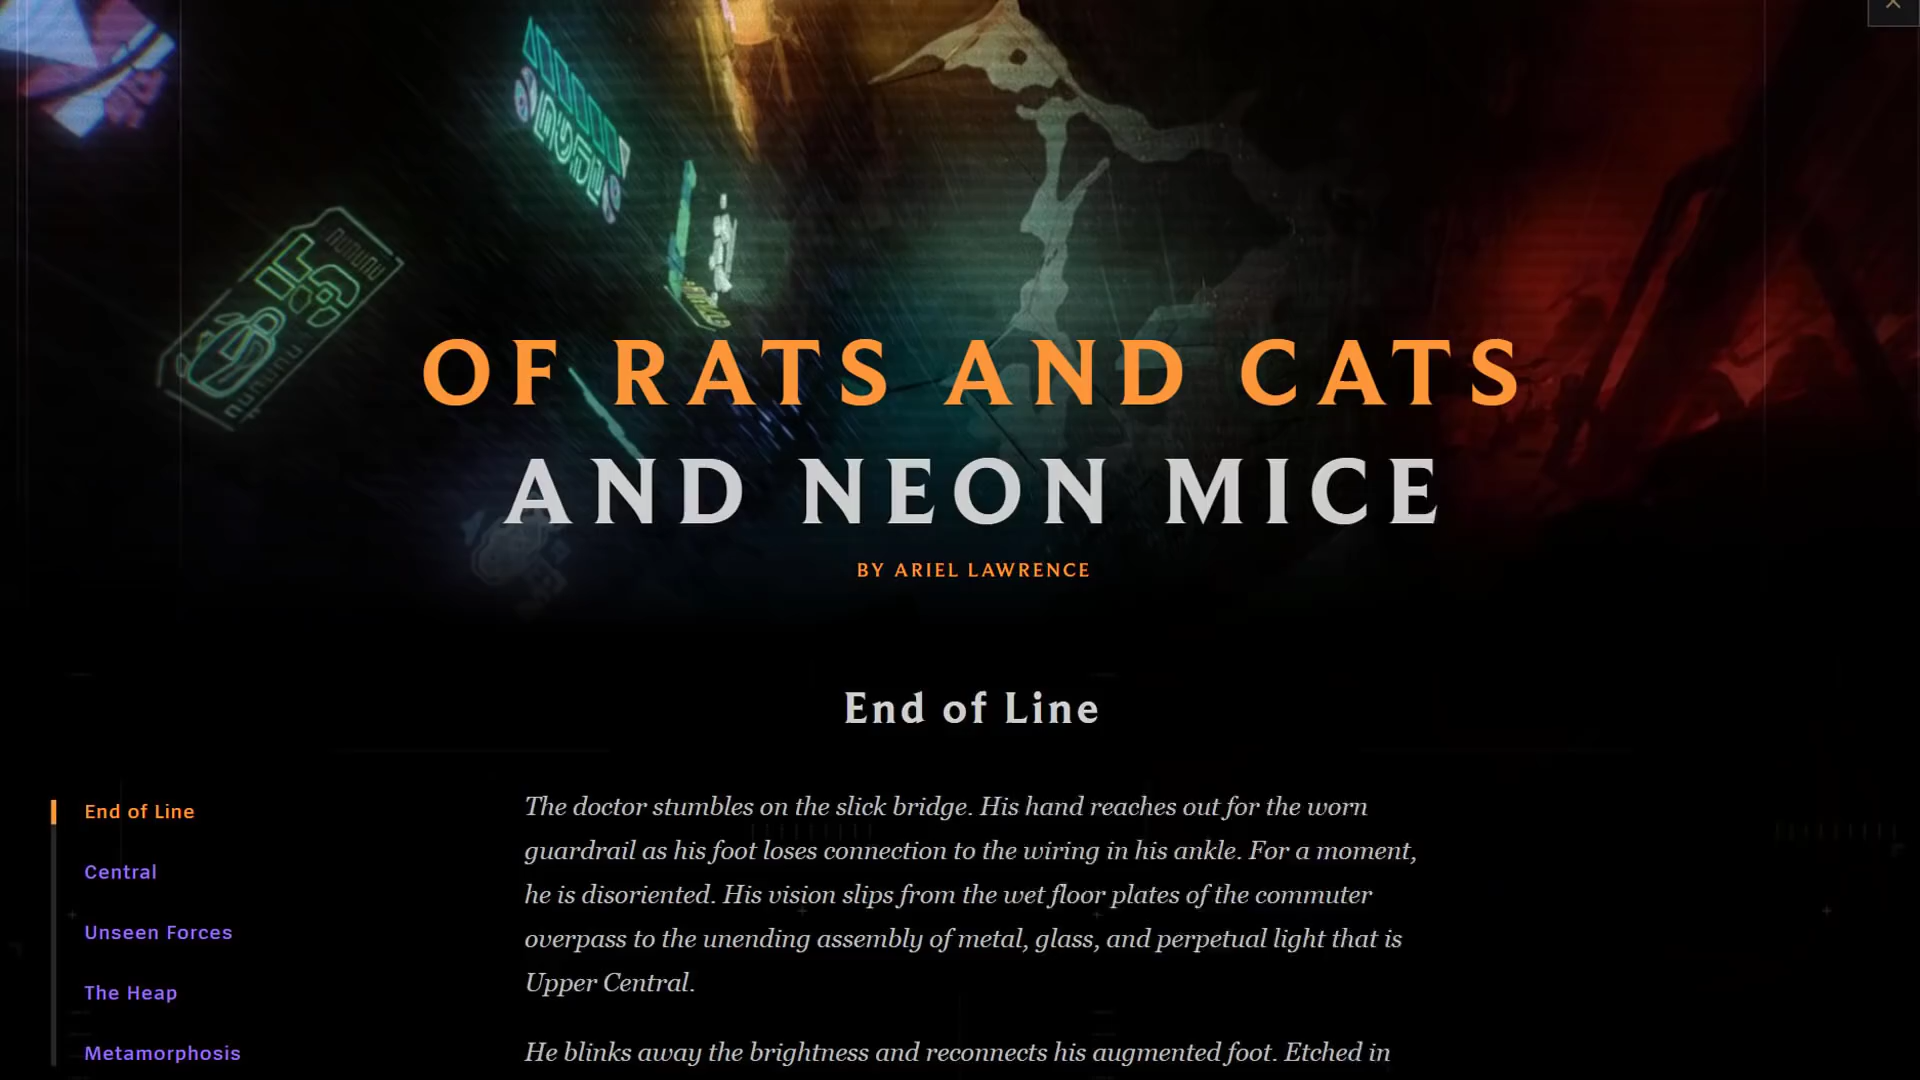 OF RATS AND CATS
AND NEON MICE
BY ARIEL LAWRENCE
End of Line
End of Line
Central
Unseen Forces
The Heap
Metamorphosis
The doctor stumbles on the slick bridge. His hand reaches out for the worn
guardrail as his foot loses connection to the wiring in his ankle. For a moment,
he is disoriented. His vision slips from the wet floor plates of the commuter
overpass to the unending assembly of metal, glass, and perpetual light that is
Upper Central.
He blinks away the brightness and reconnects his augmented foot. Etched in